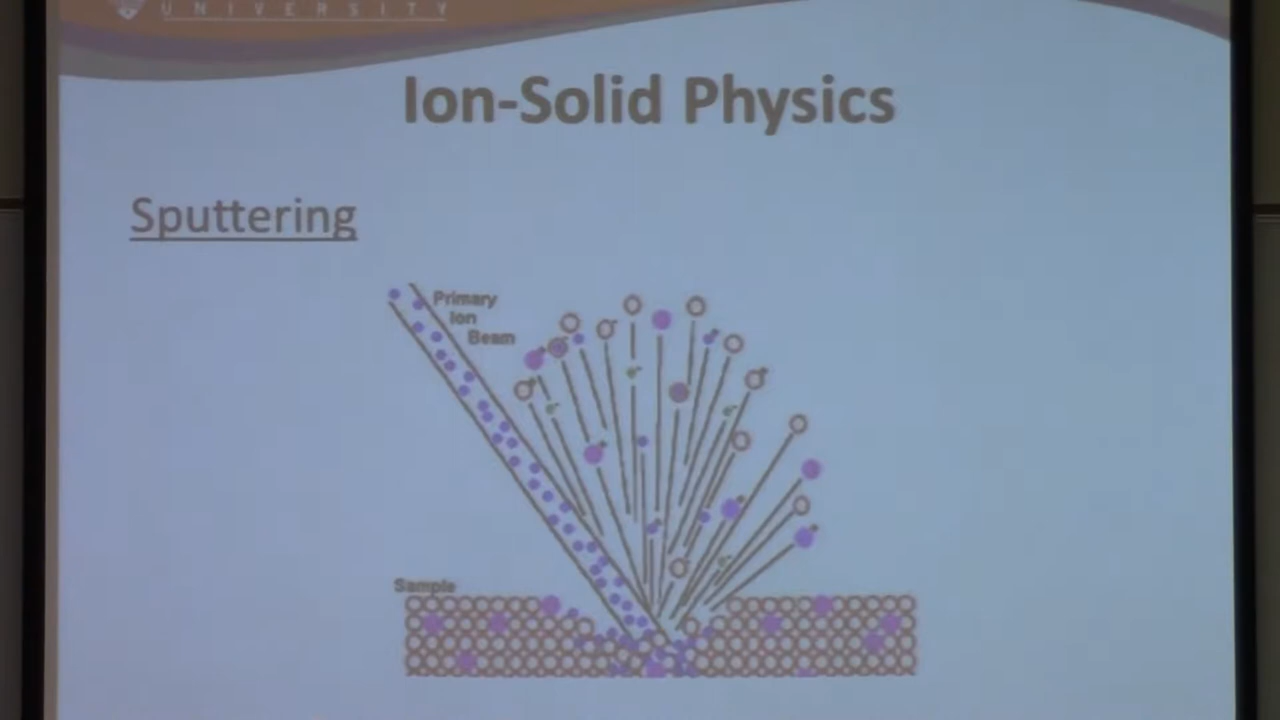 UNIVERSITY
Ion-Solid Physics
Sputtering
Primary
Ion
Beam
Sample